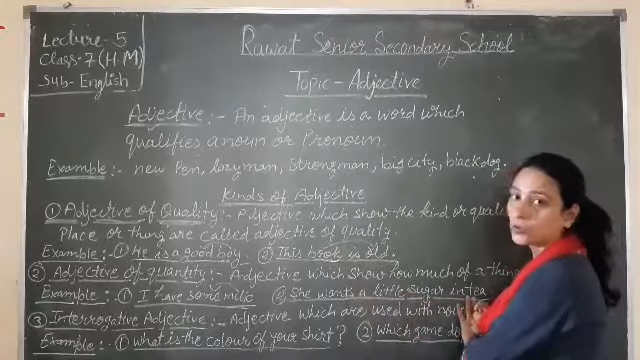 Lecture-5
Class-7 (H.M)
Sub- English
Rawat Senior Secondary School
Topic - Adjective
Adjective :- An adjective is a word which
qualifies a noun or Pronoun.
Example :- new Pen, lazy man, Strong man, big city, black dog.
Kinds of Adjective
① Adjective of Quality :- Adjective which show the kind or
Place or thing are called adjective of quality.
Example :- ① He is a good boy. ② This book is old.
② Adjective of quantity :- Adjective which show how much of a thing
Example :- ① I have some milk ② She wants a little sugar in tea
③ Interrogative Adjective :- Adjective which are used with
Example :- ① What is the colour of your shirt? ② Which game